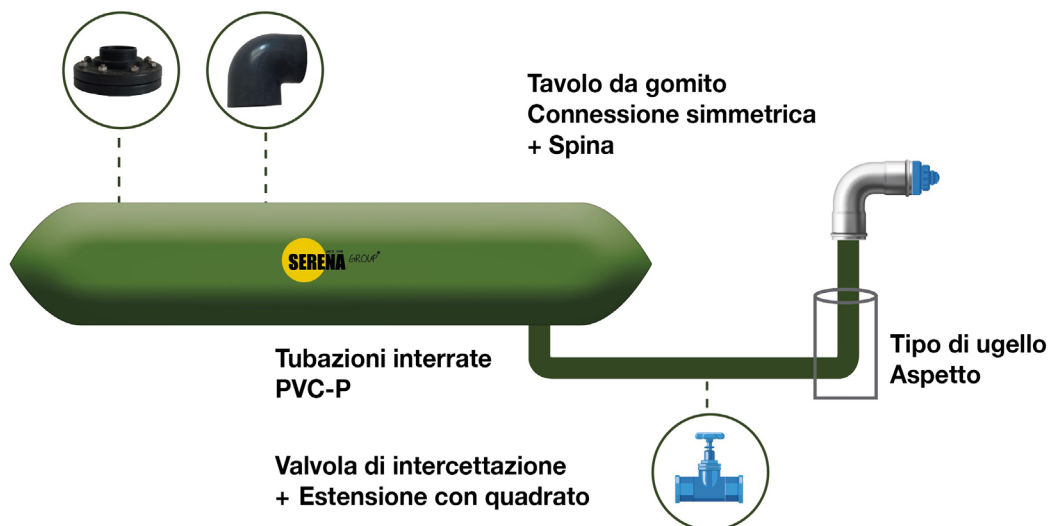 Tavolo da gomito
Connessione simmetrica
+ Spina
SERENA GROUP
Tubazioni interrate
PVC-P
Tipo di ugello
Aspetto
Valvola di intercettazione
+ Estensione con quadrato